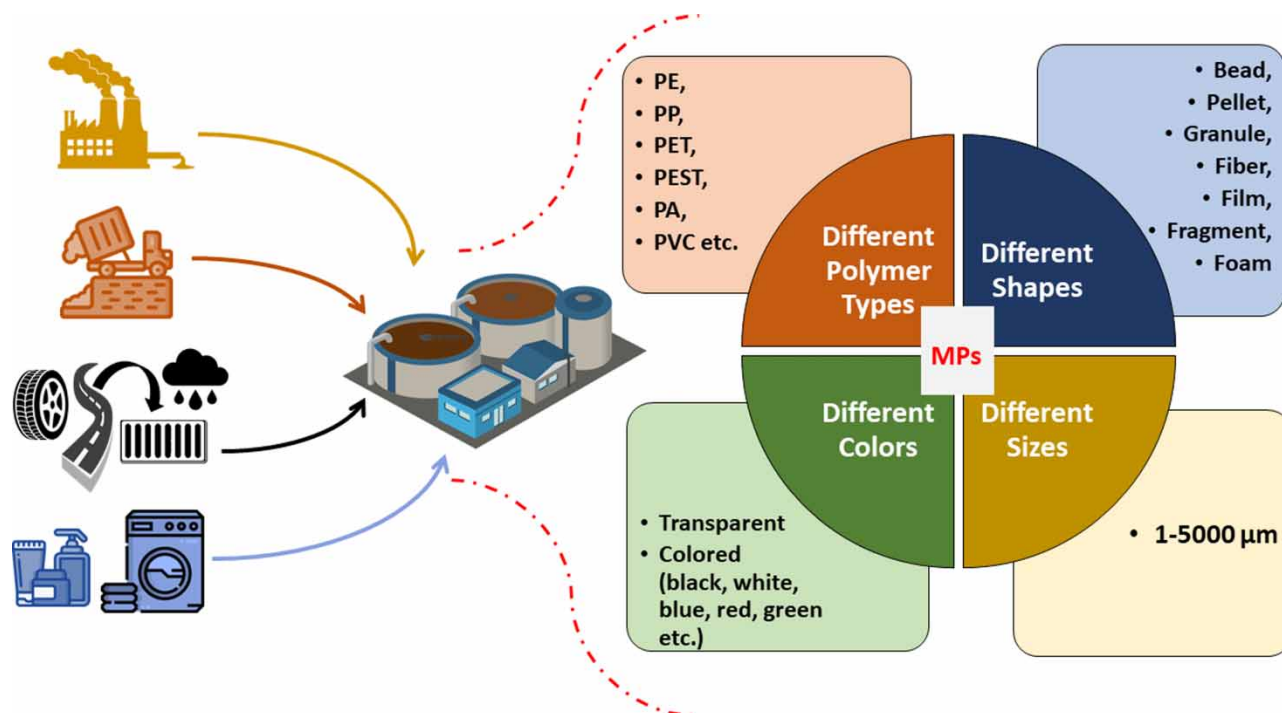 • PE,
• PP,
• PET,
• PEST,
• PA,
• PVC etc.
• Bead,
• Pellet,
• Granule,
• Fiber,
• Film,
• Fragment,
• Foam
Different
Polymer
Types
Different
Shapes
MPs
Different
Colors
Different
Sizes
• Transparent
• Colored
(black, white,
blue, red, green
etc.)
• 1-5000 µm